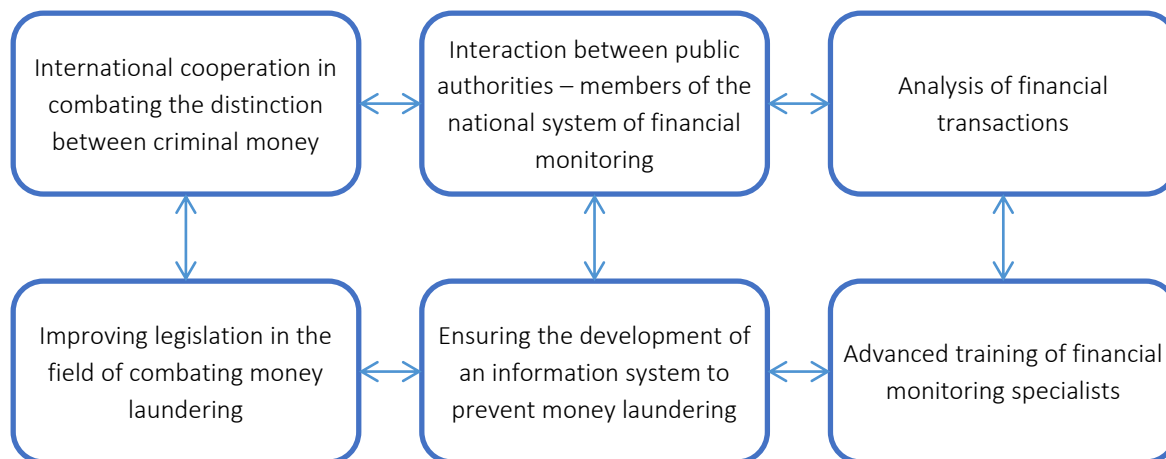 International cooperation in
combating the distinction
between criminal money
Interaction between public
authorities – members of the
national system of financial
monitoring
Analysis of financial
transactions
Improving legislation in the
field of combating money
laundering
Ensuring the development of
an information system to
prevent money laundering
Advanced training of financial
monitoring specialists